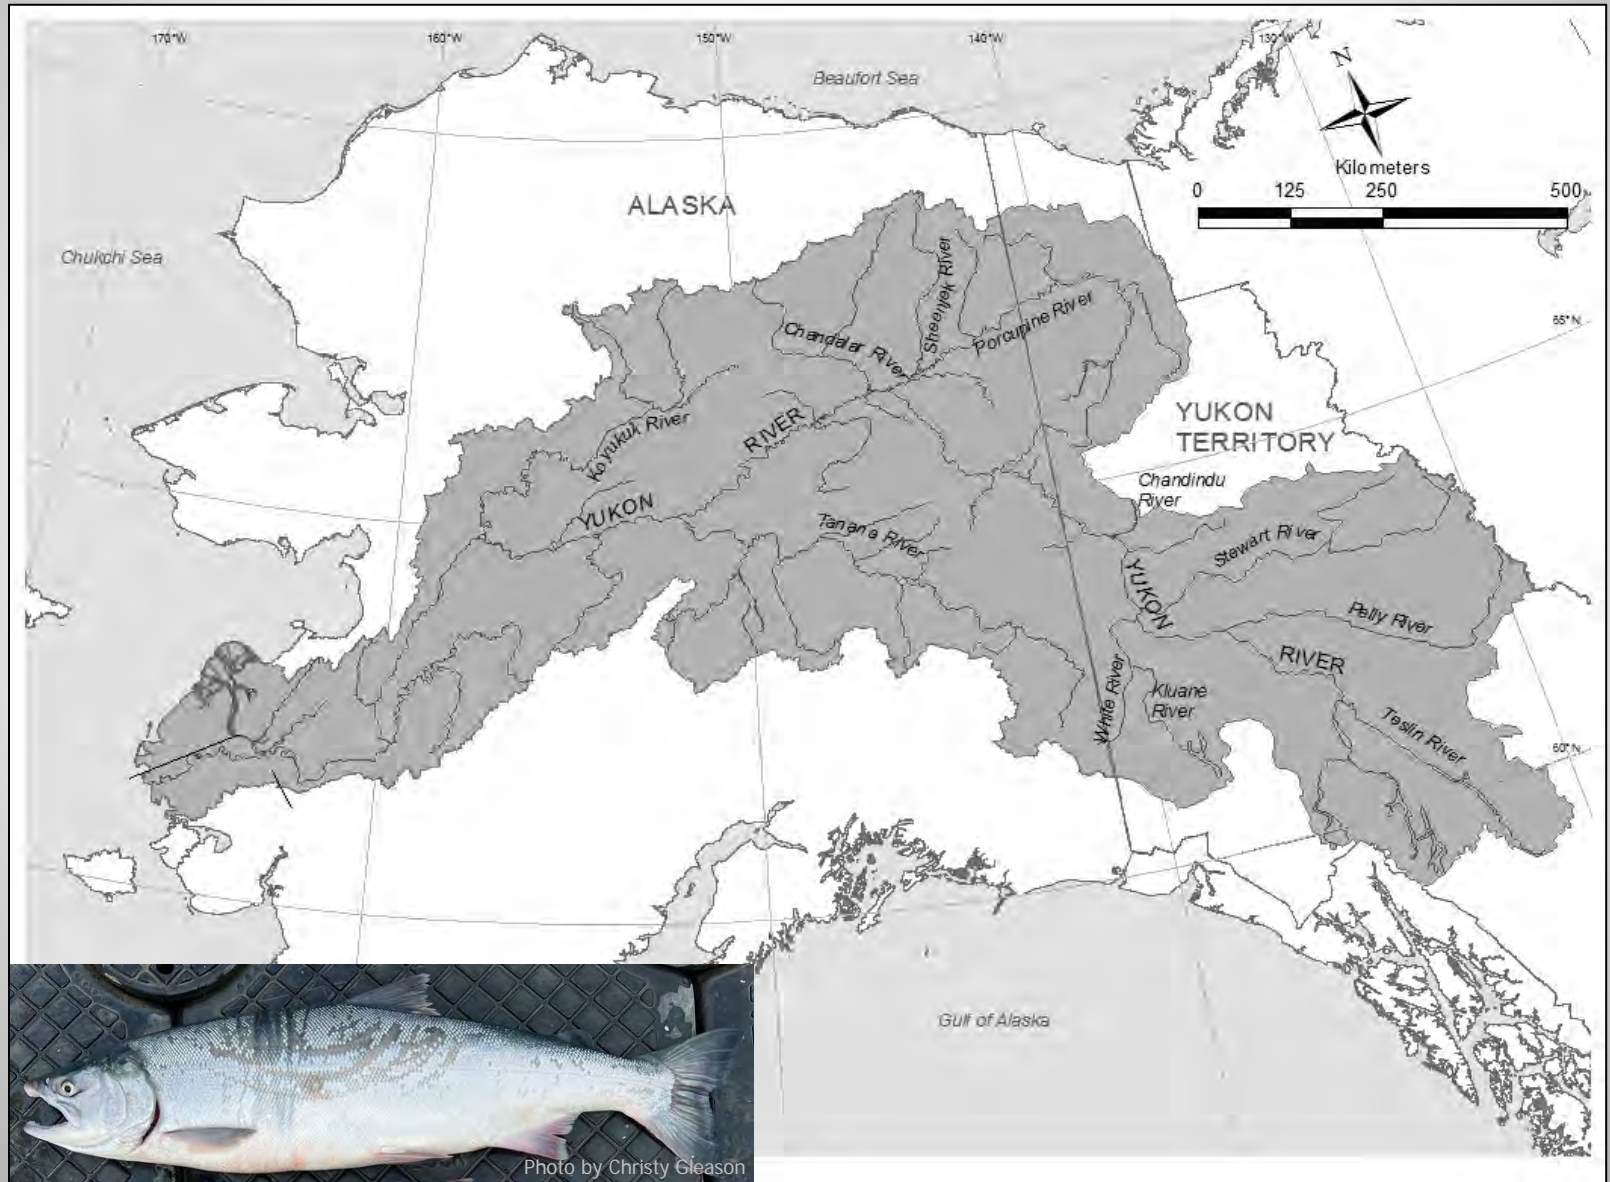 170°W
160°W
150°W
140°W
130°W
Beaufort Sea
N
Kilometers
0 125 250 500
ALASKA
Chukchi Sea
Sheenjek River
Porcupine River
Chandalar River
65° N
YUKON
TERRITORY
Koyukuk River
RIVER
YUKON
Chandindu
River
Tanana River
Stewart River
YUKON
Pelly River
RIVER
White River
Kluane
River
Teslin River
60° N
Gulf of Alaska
Photo by Christy Gleason